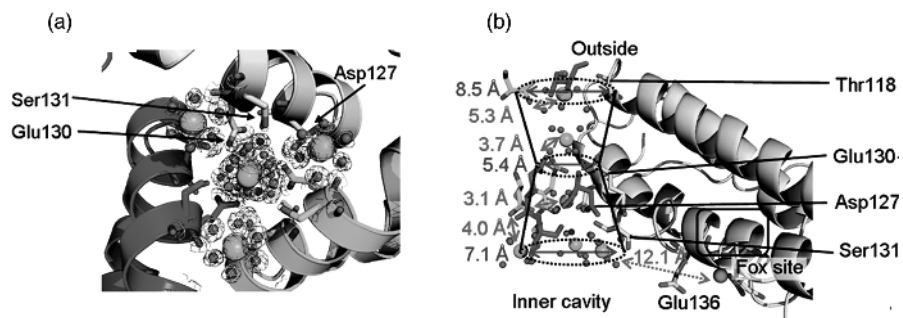 (a)
Asp127
Ser131
Glu130
(b)
Outside
8.5 Å
Thr118
5.3 Å
3.7 Å
5.4 Å
Glu130
3.1 Å
Asp127
4.0 Å
Ser131
7.1 Å
12.1 Å
Fox site
Inner cavity
Glu136